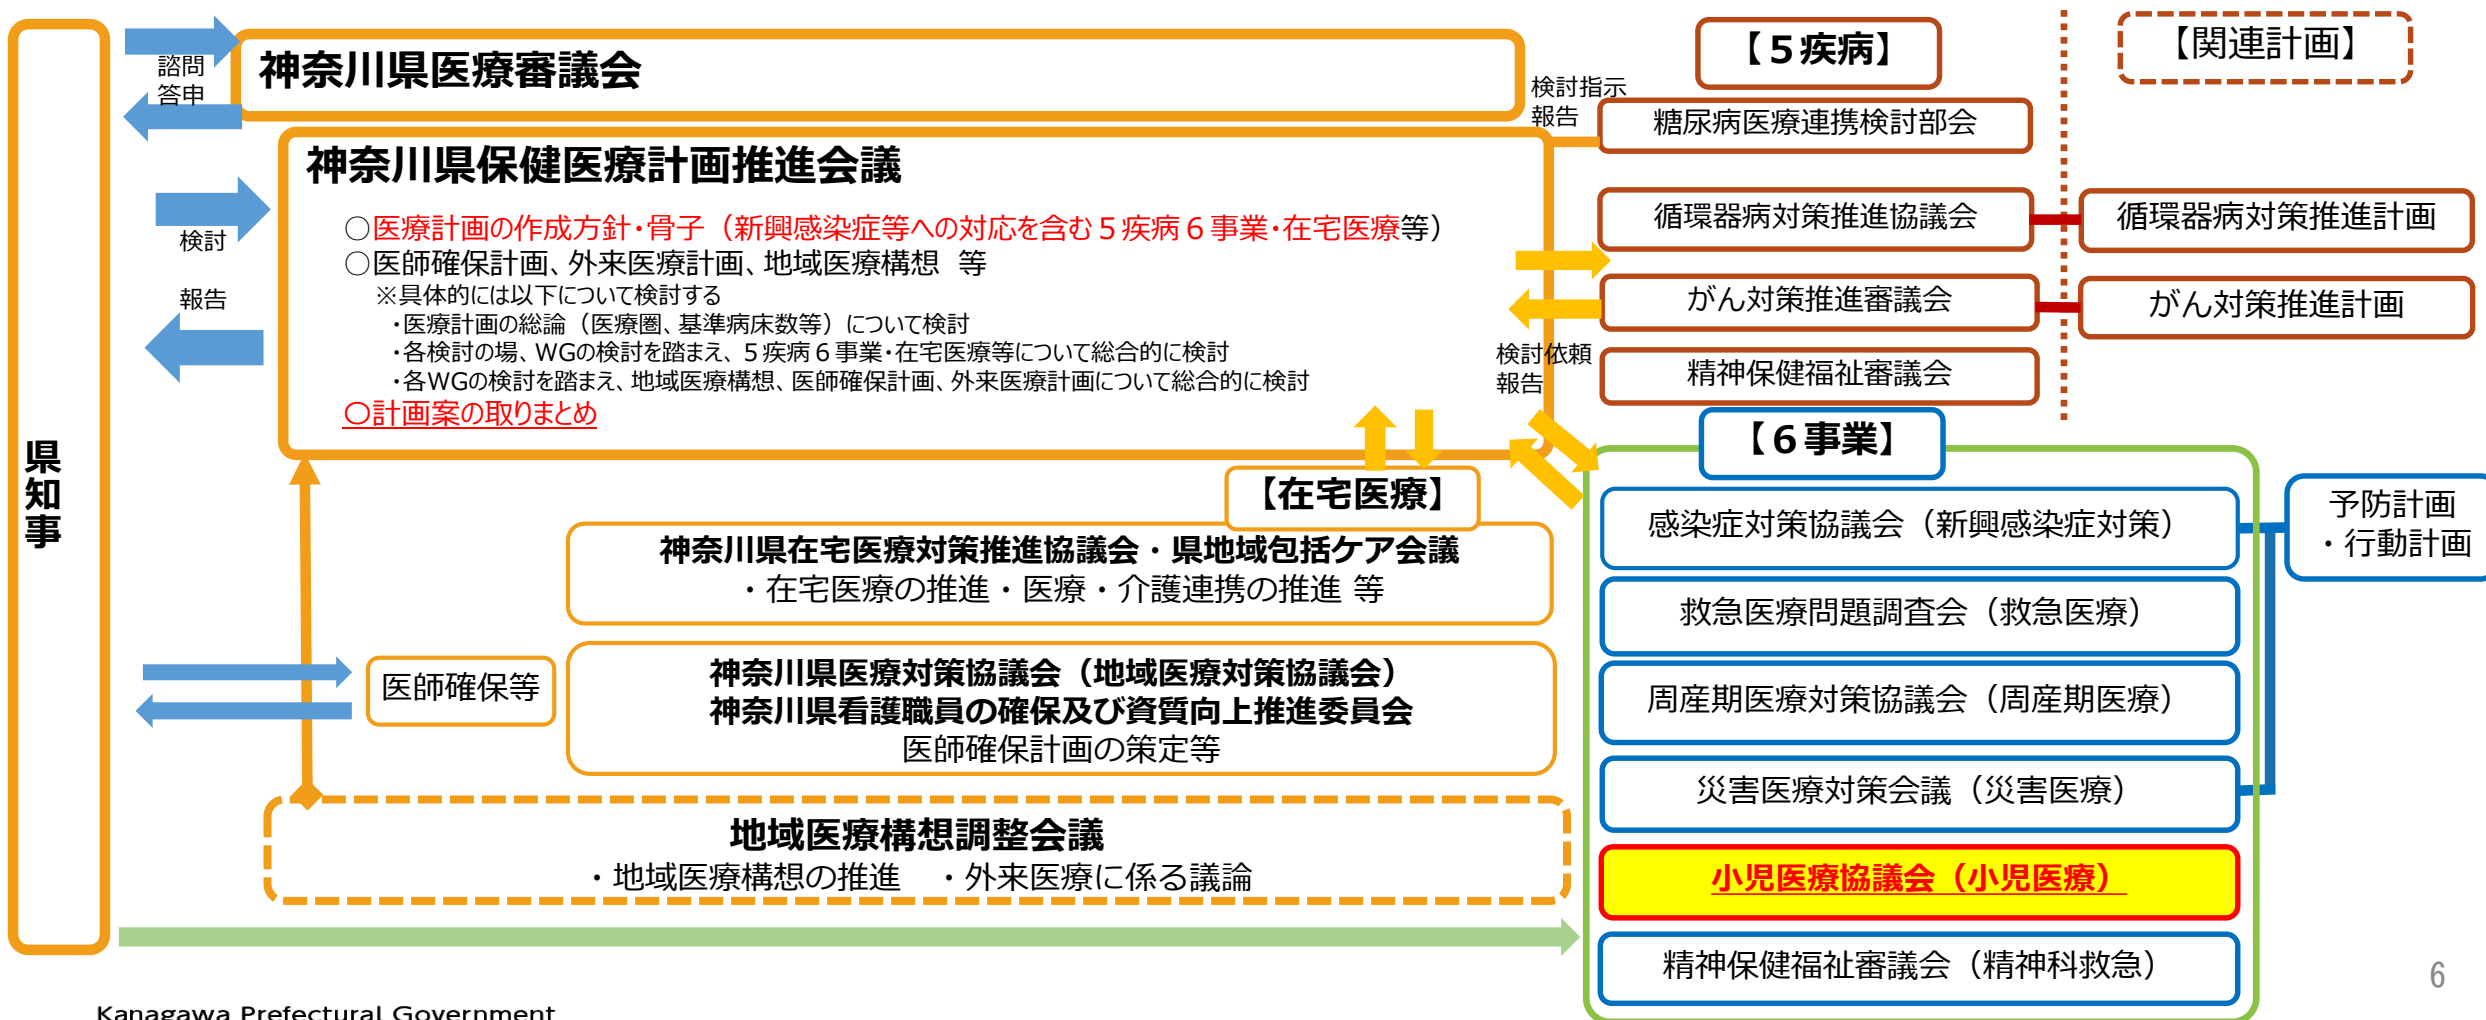 県知事
諮問
答申
検討
報告
神奈川県医療審議会
神奈川県保健医療計画推進会議
○医療計画の作成方針・骨子（新興感染症等への対応を含む５疾病６事業・在宅医療等）
○医師確保計画、外来医療計画、地域医療構想 等
※具体的には以下について検討する
・医療計画の総論（医療圏、基準病床数等）について検討
・各検討の場、WGの検討を踏まえ、５疾病６事業・在宅医療等について総合的に検討
・各WGの検討を踏まえ、地域医療構想、医師確保計画、外来医療計画について総合的に検討
○計画案の取りまとめ
検討指示
報告
検討依頼
報告
【５疾病】
糖尿病医療連携検討部会
循環器病対策推進協議会
がん対策推進審議会
精神保健福祉審議会
【関連計画】
循環器病対策推進計画
がん対策推進計画
【在宅医療】
神奈川県在宅医療対策推進協議会・県地域包括ケア会議
・在宅医療の推進・医療・介護連携の推進 等
医師確保等
神奈川県医療対策協議会（地域医療対策協議会）
神奈川県看護職員の確保及び資質向上推進委員会
医師確保計画の策定等
地域医療構想調整会議
・地域医療構想の推進　・外来医療に係る議論
【６事業】
感染症対策協議会（新興感染症対策）
救急医療問題調査会（救急医療）
周産期医療対策協議会（周産期医療）
災害医療対策会議（災害医療）
小児医療協議会（小児医療）
精神保健福祉審議会（精神科救急）
予防計画
・行動計画
6
Kanagawa Prefectural Government